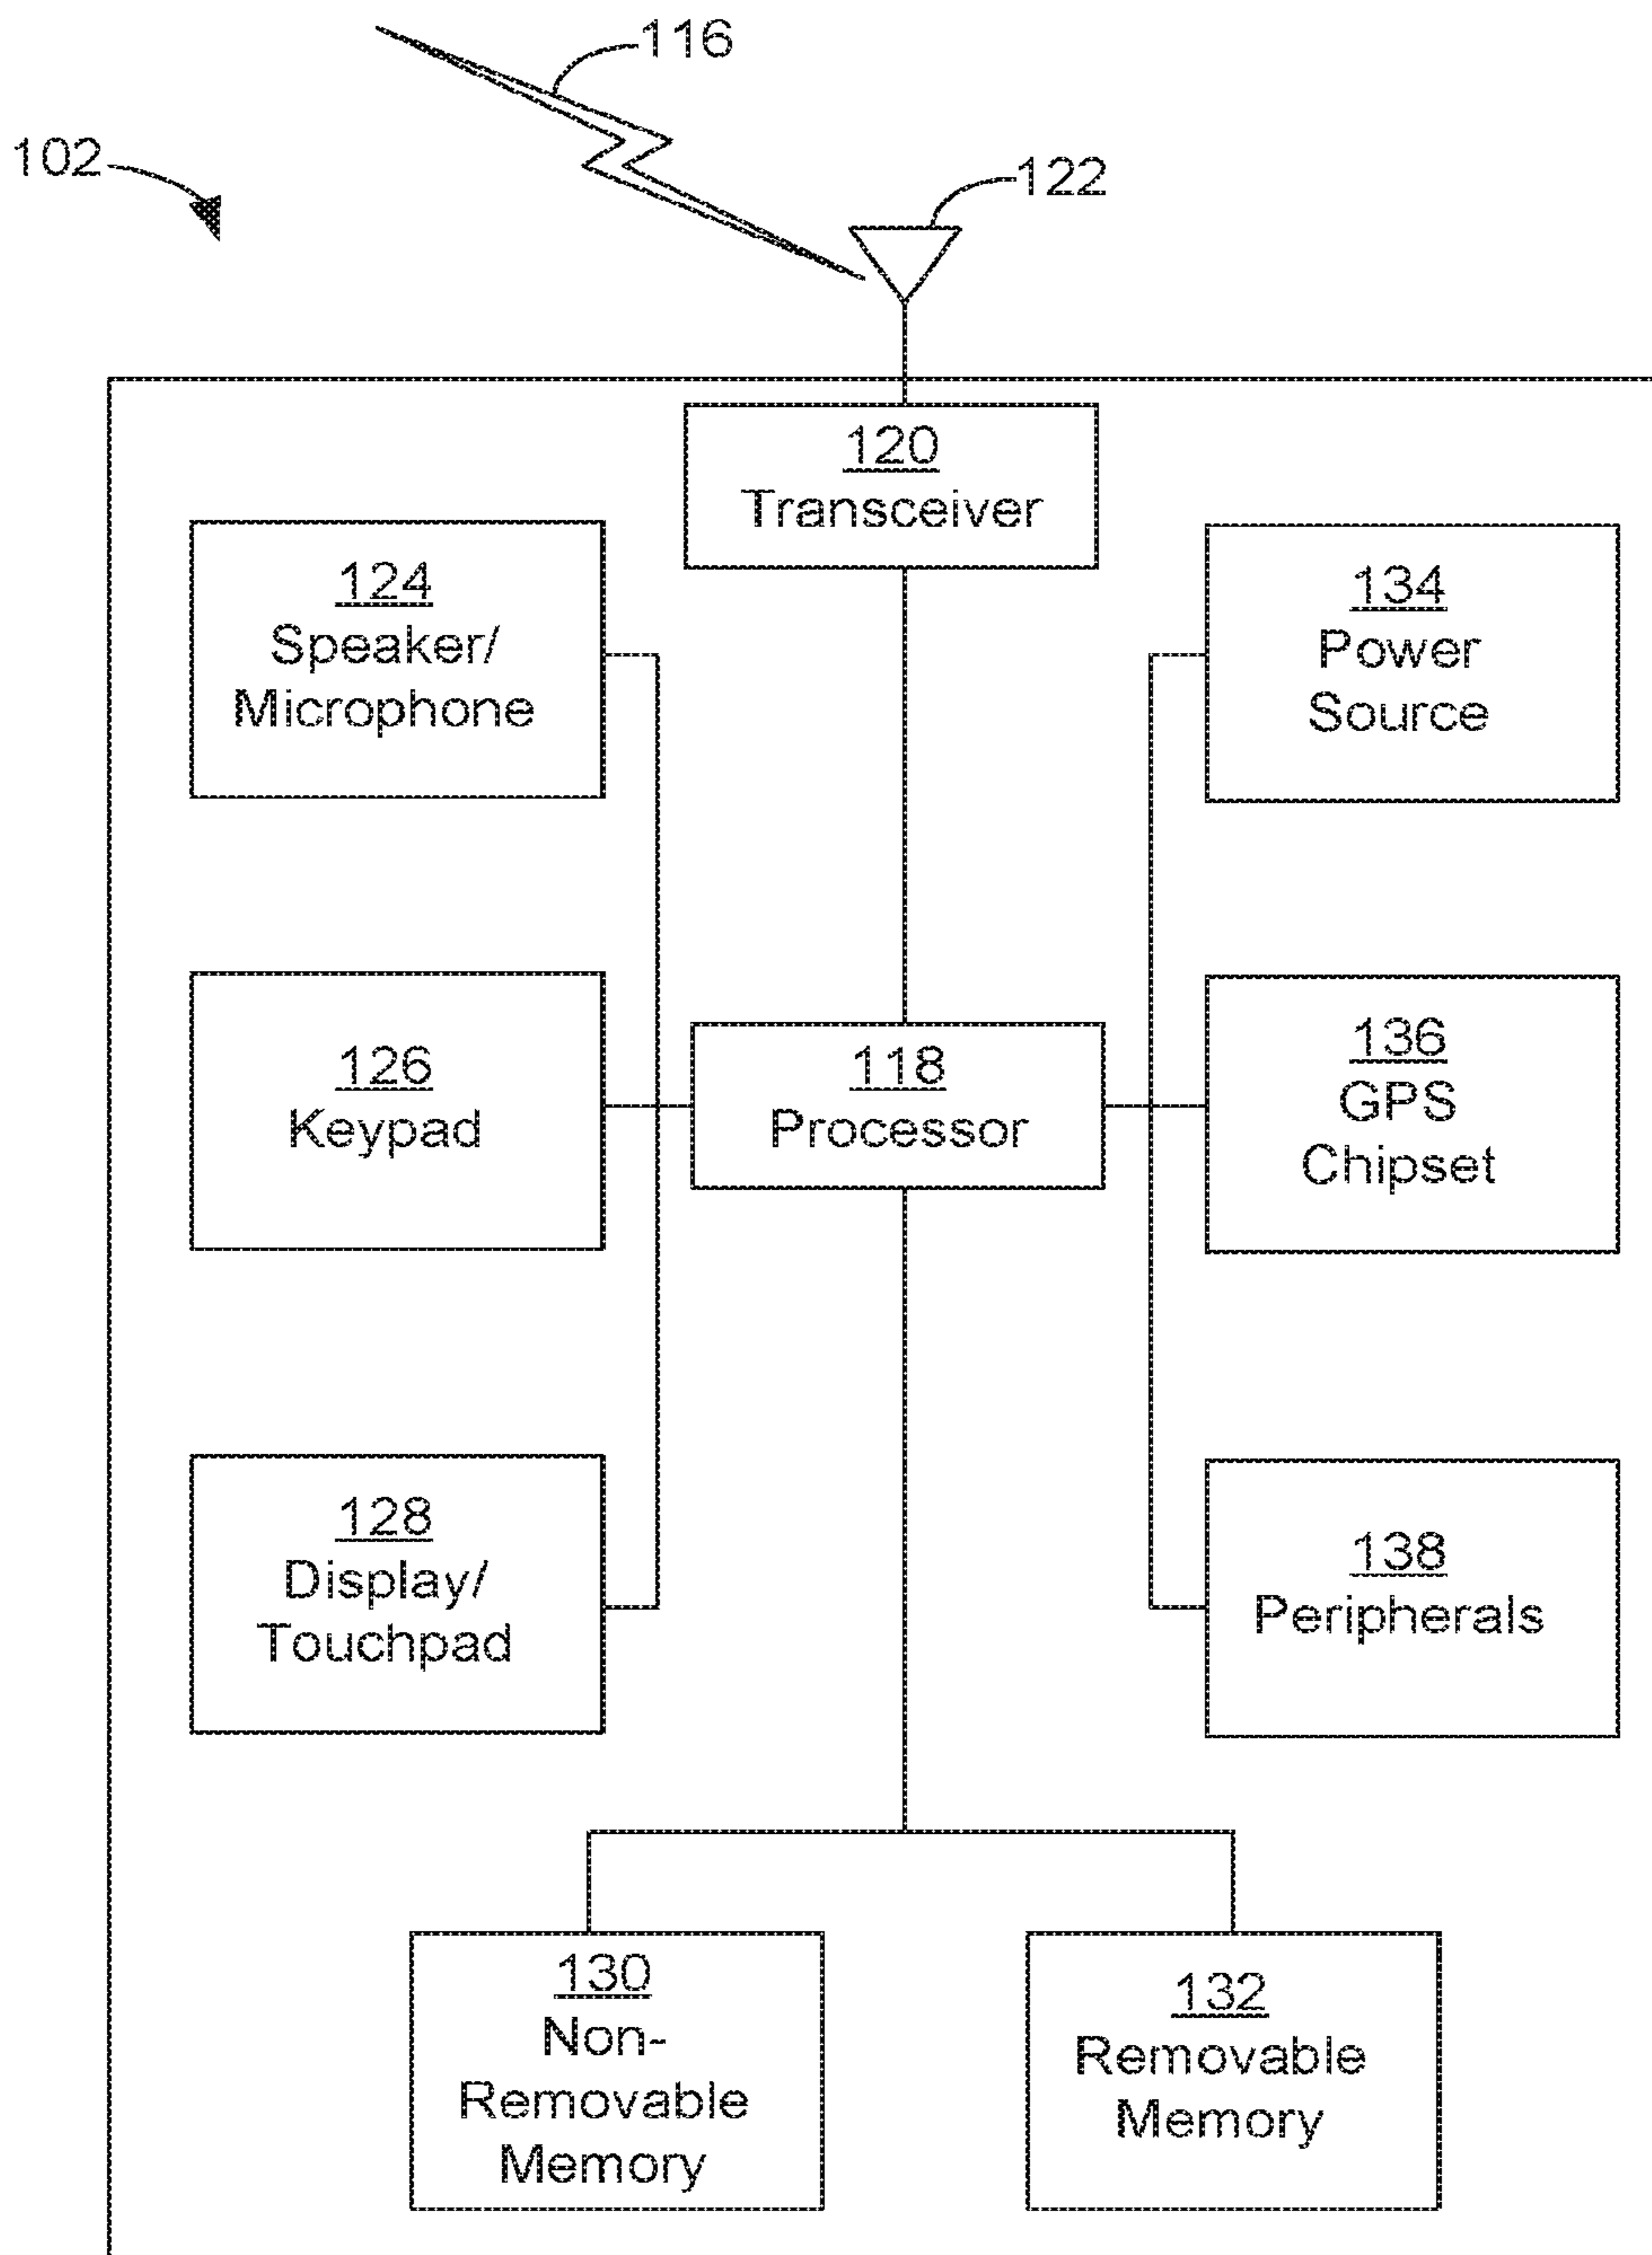 116
102
122
120
Transceiver
124
Speaker/
Microphone
134
Power
Source
126
Keypad
118
Processor
136
GPS
Chipset
128
Display/
Touchpad
138
Peripherals
130
Non-
Removable
Memory
132
Removable
Memory